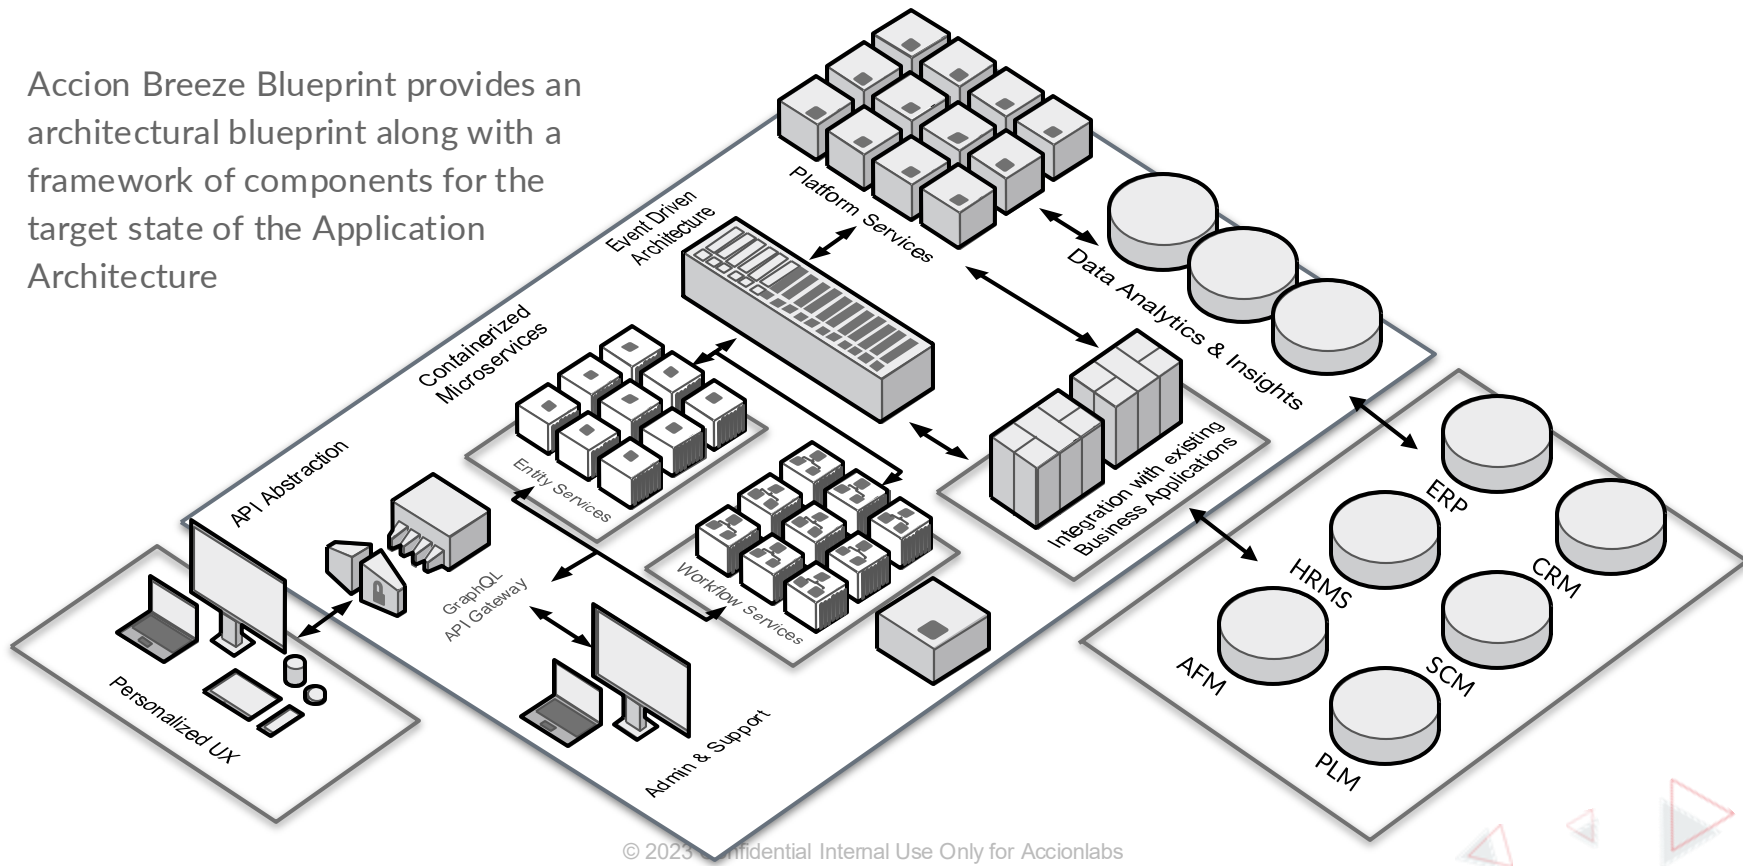 Accion Breeze Blueprint provides an
architectural blueprint along with a
framework of components for the
target state of the Application
Architecture
Platform Services
Event Driven
Architecture
Data Analytics & Insights
Containerized
Microservices
Entity Services
Integration with existing
Business Applications
API Abstraction
GraphQL
API Gateway
Workflow Services
Personalized UX
Admin & Support
ERP
CRM
HRMS
SCM
AFM
PLM
© 2023 Confidential Internal Use Only for Accionlabs